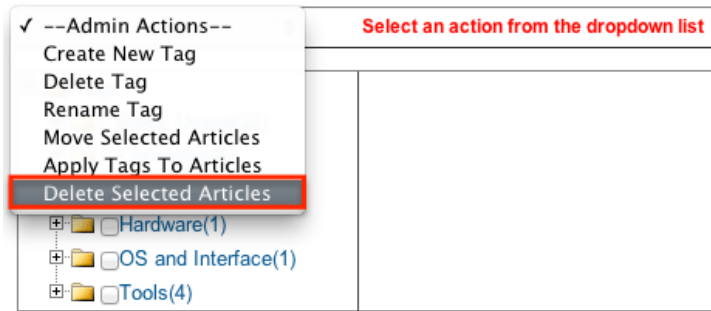 ✓ --Admin Actions--
Select an action from the dropdown list
Create New Tag
Delete Tag
Rename Tag
Move Selected Articles
Apply Tags To Articles
Delete Selected Articles
Hardware(1)
OS and Interface(1)
Tools(4)